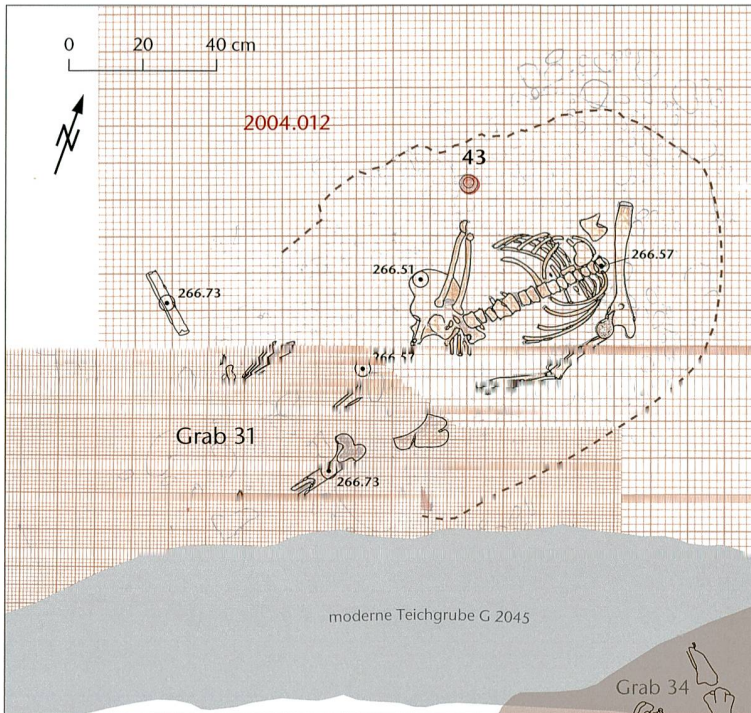 0 20 40 cm
N
2004.012
43
266.51
266.57
266.73
266.57
Grab 31
266.73
moderne Teichgrube G 2045
Grab 34